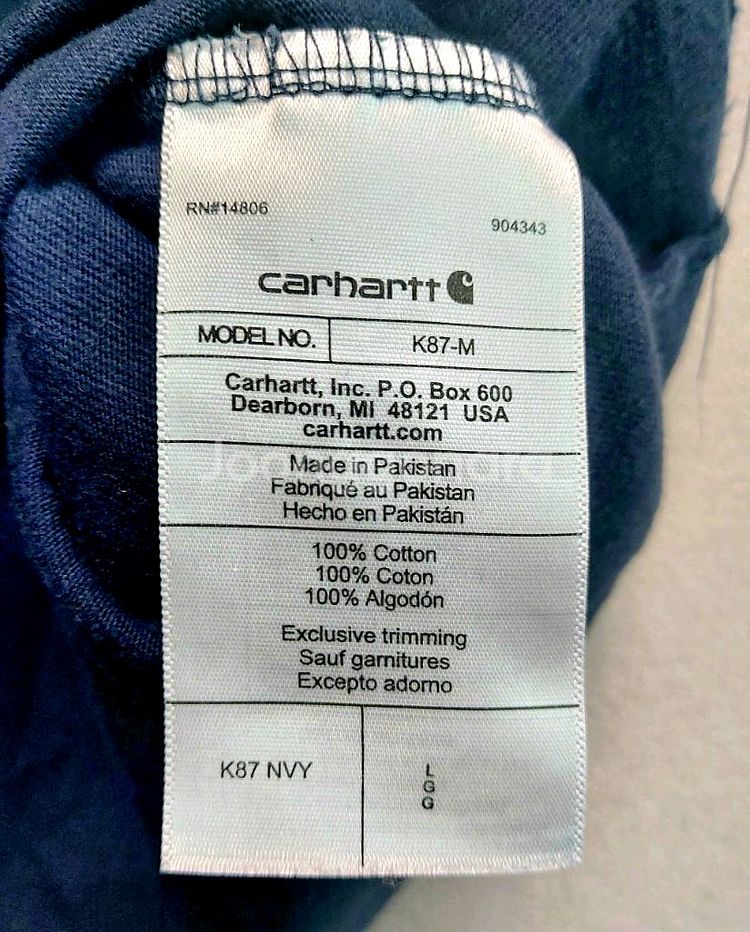 RN#14806
904343
carhartt
MODEL NO. K87-M
Carhartt, Inc. P.O. Box 600
Dearborn, MI 48121 USA
carhartt.com
Made in Pakistan
Fabriqué au Pakistan
Hecho en Pakistán
100% Cotton
100% Coton
100% Algodón
Exclusive trimming
Sauf garnitures
Excepto adorno
K87 NVY
L
G
G